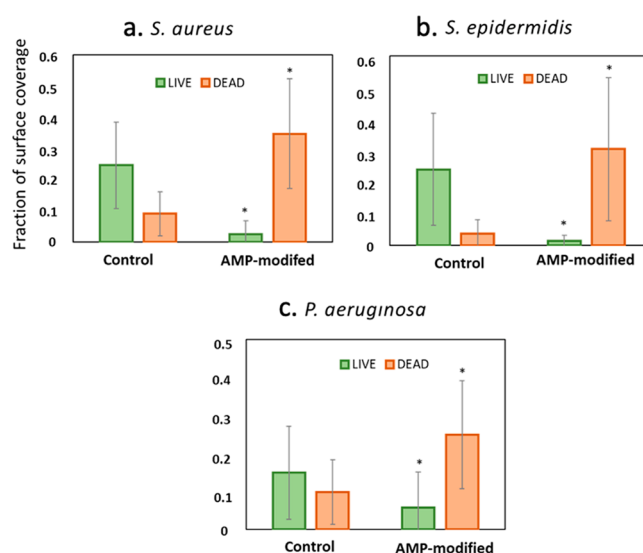 a. S. aureus
Fraction of surface coverage
0.6
0.5
0.4
0.3
0.2
0.1
0
LIVE DEAD
*
*
Control AMP-modifed
b. S. epidermidis
0.6
0.5
0.4
0.3
0.2
0.1
0
LIVE DEAD
*
*
Control AMP-modified
c. P. aeruginosa
0.5
0.4
0.3
0.2
0.1
0
LIVE DEAD
*
*
Control AMP-modified